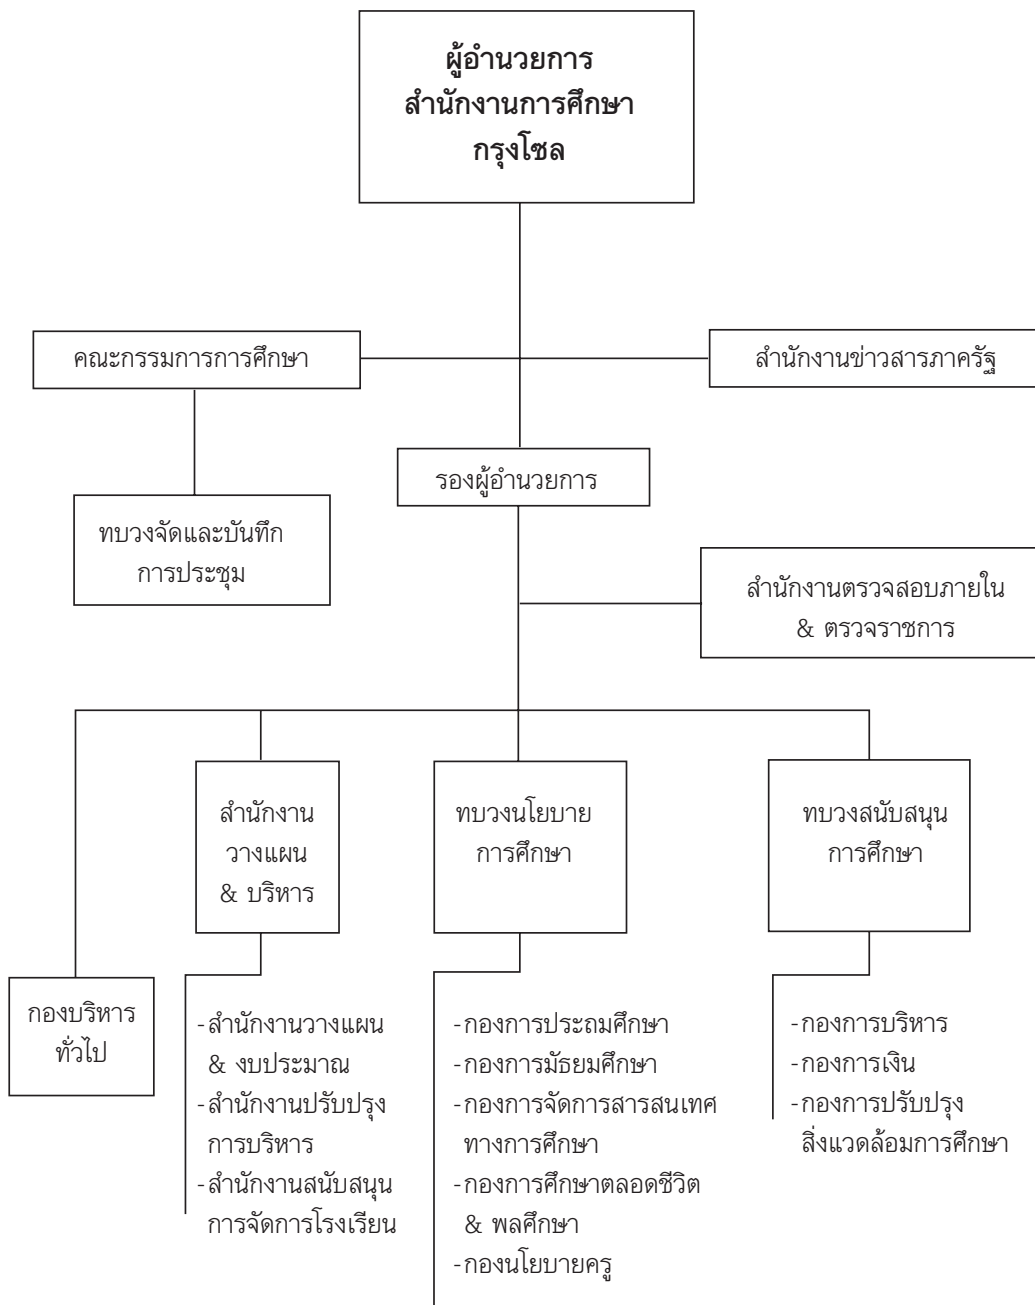 ผู้อำนวยการ
สำนักงานการศึกษา
กรุงโซล
คณะกรรมการการศึกษา
สำนักงานข่าวสารภาครัฐ
รองผู้อำนวยการ
ทบวงจัดและบันทึก
การประชุม
สำนักงานตรวจสอบภายใน
& ตรวจราชการ
สำนักงาน
วางแผน
& บริหาร
ทบวงนโยบาย
การศึกษา
ทบวงสนับสนุน
การศึกษา
กองบริหาร
ทั่วไป
-สำนักงานวางแผน
& งบประมาณ
-สำนักงานปรับปรุง
การบริหาร
-สำนักงานสนับสนุน
การจัดการโรงเรียน
-กองการประถมศึกษา
-กองการมัธยมศึกษา
-กองการจัดการสารสนเทศ
ทางการศึกษา
-กองการศึกษาตลอดชีวิต
& พลศึกษา
-กองนโยบายครู
-กองการบริหาร
-กองการเงิน
-กองการปรับปรุง
สิ่งแวดล้อมการศึกษา